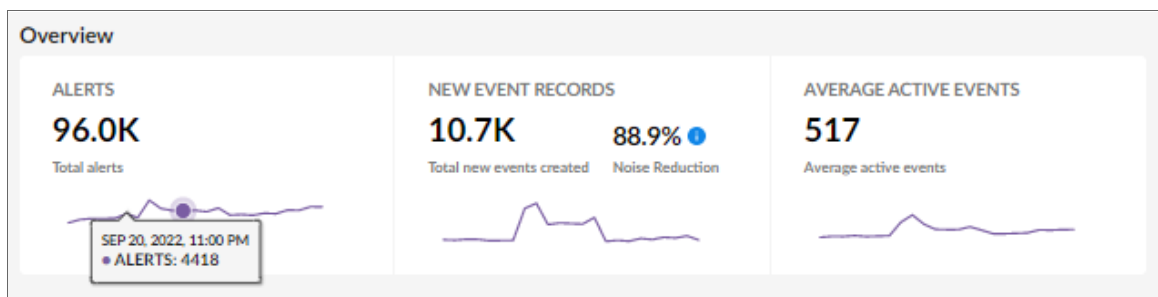 Overview
ALERTS
96.0K
Total alerts
SEP 20, 2022, 11:00 PM
ALERTS: 4418
NEW EVENT RECORDS
10.7K
Total new events created
88.9%
Noise Reduction
AVERAGE ACTIVE EVENTS
517
Average active events